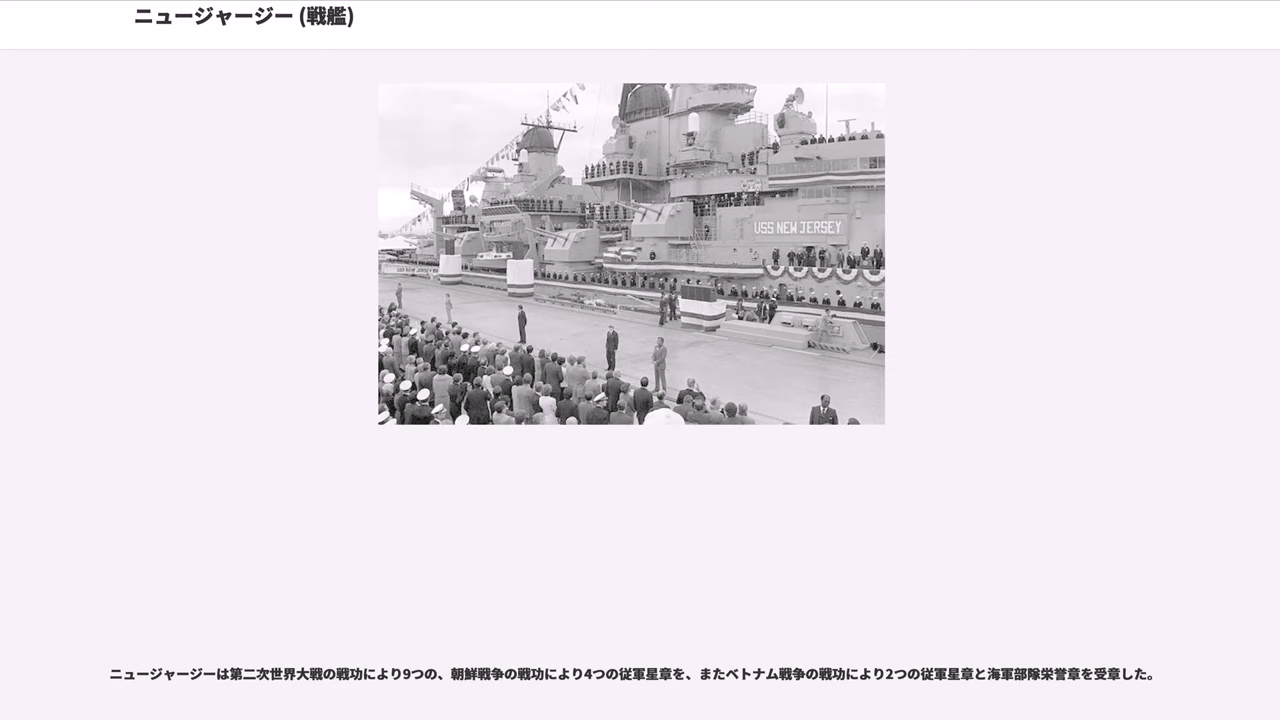 ニュージャージー (戦艦)
USS NEW JERSEY
USS NEW JERSEY
ニュージャージーは第二次世界大戦の戦功により9つの、朝鮮戦争の戦功により4つの従軍星章を、またベトナム戦争の戦功により2つの従軍星章と海軍部隊栄誉章を受章した。